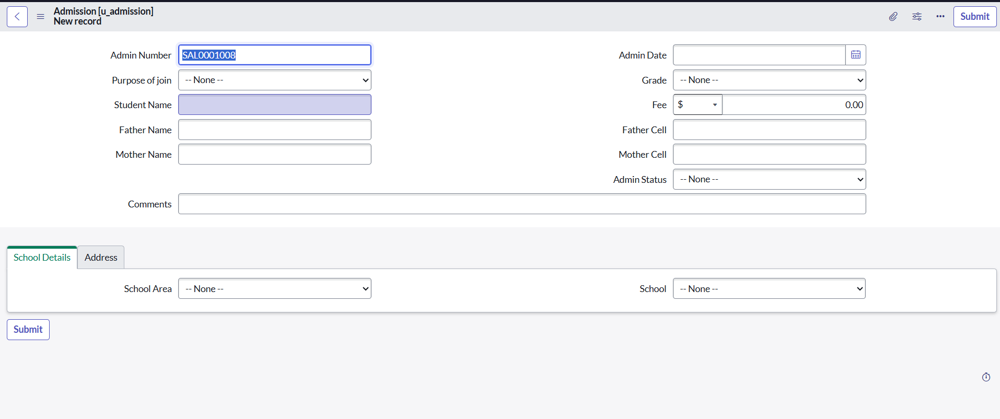 Admission [u_admission]
New record
Submit
Admin Number SAL0001008
Admin Date
Purpose of join -- None --
Grade -- None --
Student Name
Fee $ 0.00
Father Name
Father Cell
Mother Name
Mother Cell
Admin Status -- None --
Comments
School Details Address
School Area -- None --
School -- None --
Submit